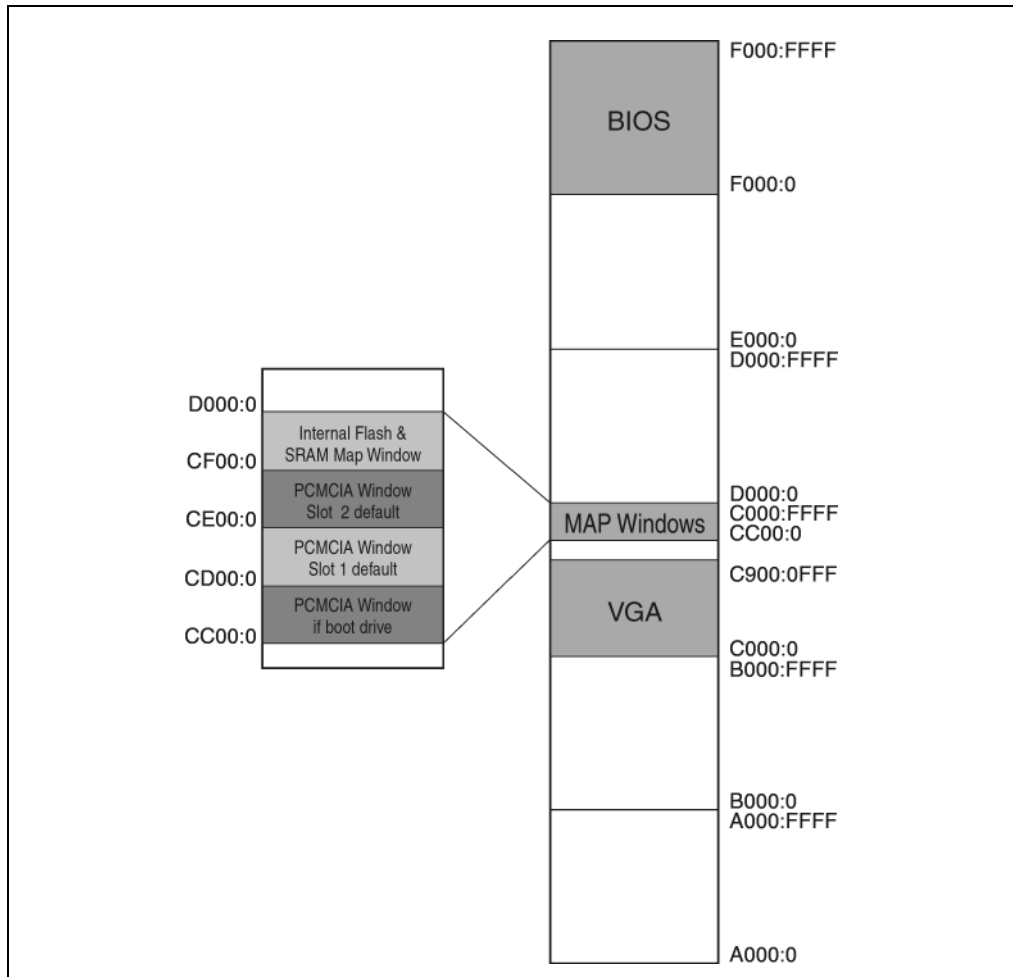 F000:FFFF
BIOS
F000:0
E000:0
D000:FFFF
D000:0
Internal Flash &
SRAM Map Window
CF00:0
PCMCIA Window
Slot 2 default
CE00:0
PCMCIA Window
Slot 1 default
CD00:0
PCMCIA Window
if boot drive
CC00:0
D000:0
MAP Windows
C000:FFFF
CC00:0
C900:0FFF
VGA
C000:0
B000:FFFF
B000:0
A000:FFFF
A000:0